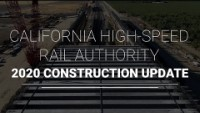 CALIFORNIA HIGH-SPEED
RAIL AUTHORITY
2020 CONSTRUCTION UPDATE